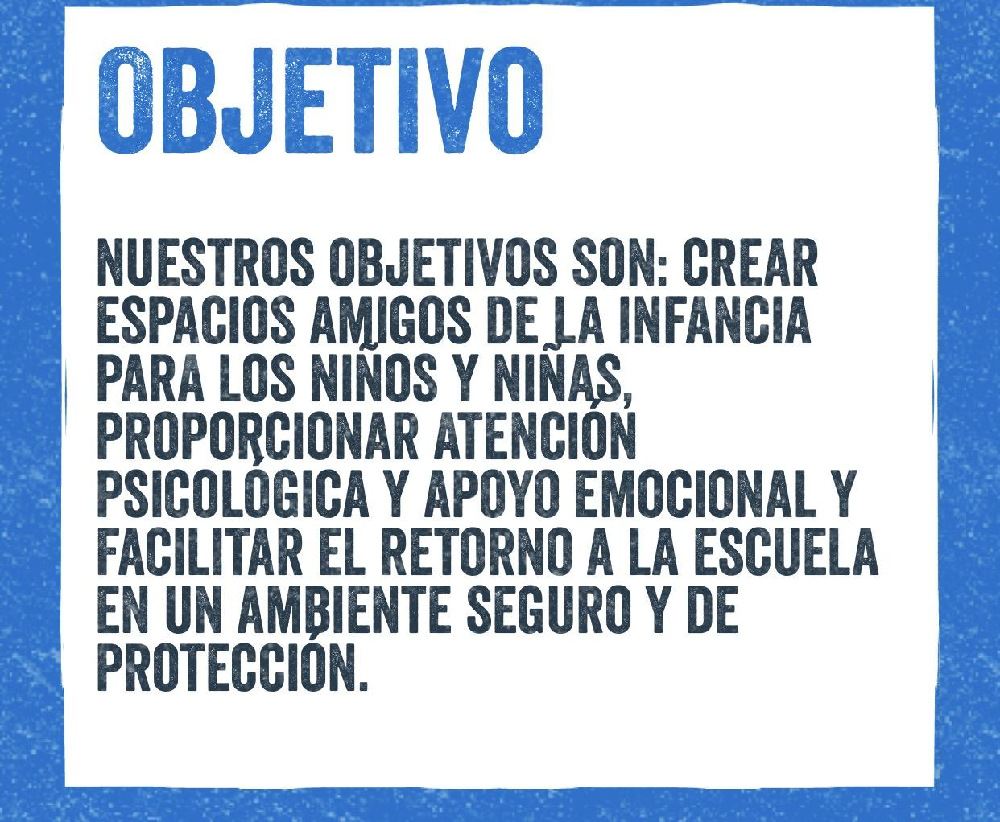 OBJETIVO
NUESTROS OBJETIVOS SON: CREAR
ESPACIOS AMIGOS DE LA INFANCIA
PARA LOS NIÑOS Y NIÑAS,
PROPORCIONAR ATENCIÓN
PSICOLÓGICA Y APOYO EMOCIONAL Y
FACILITAR EL RETORNO A LA ESCUELA
EN UN AMBIENTE SEGURO Y DE
PROTECCIÓN.